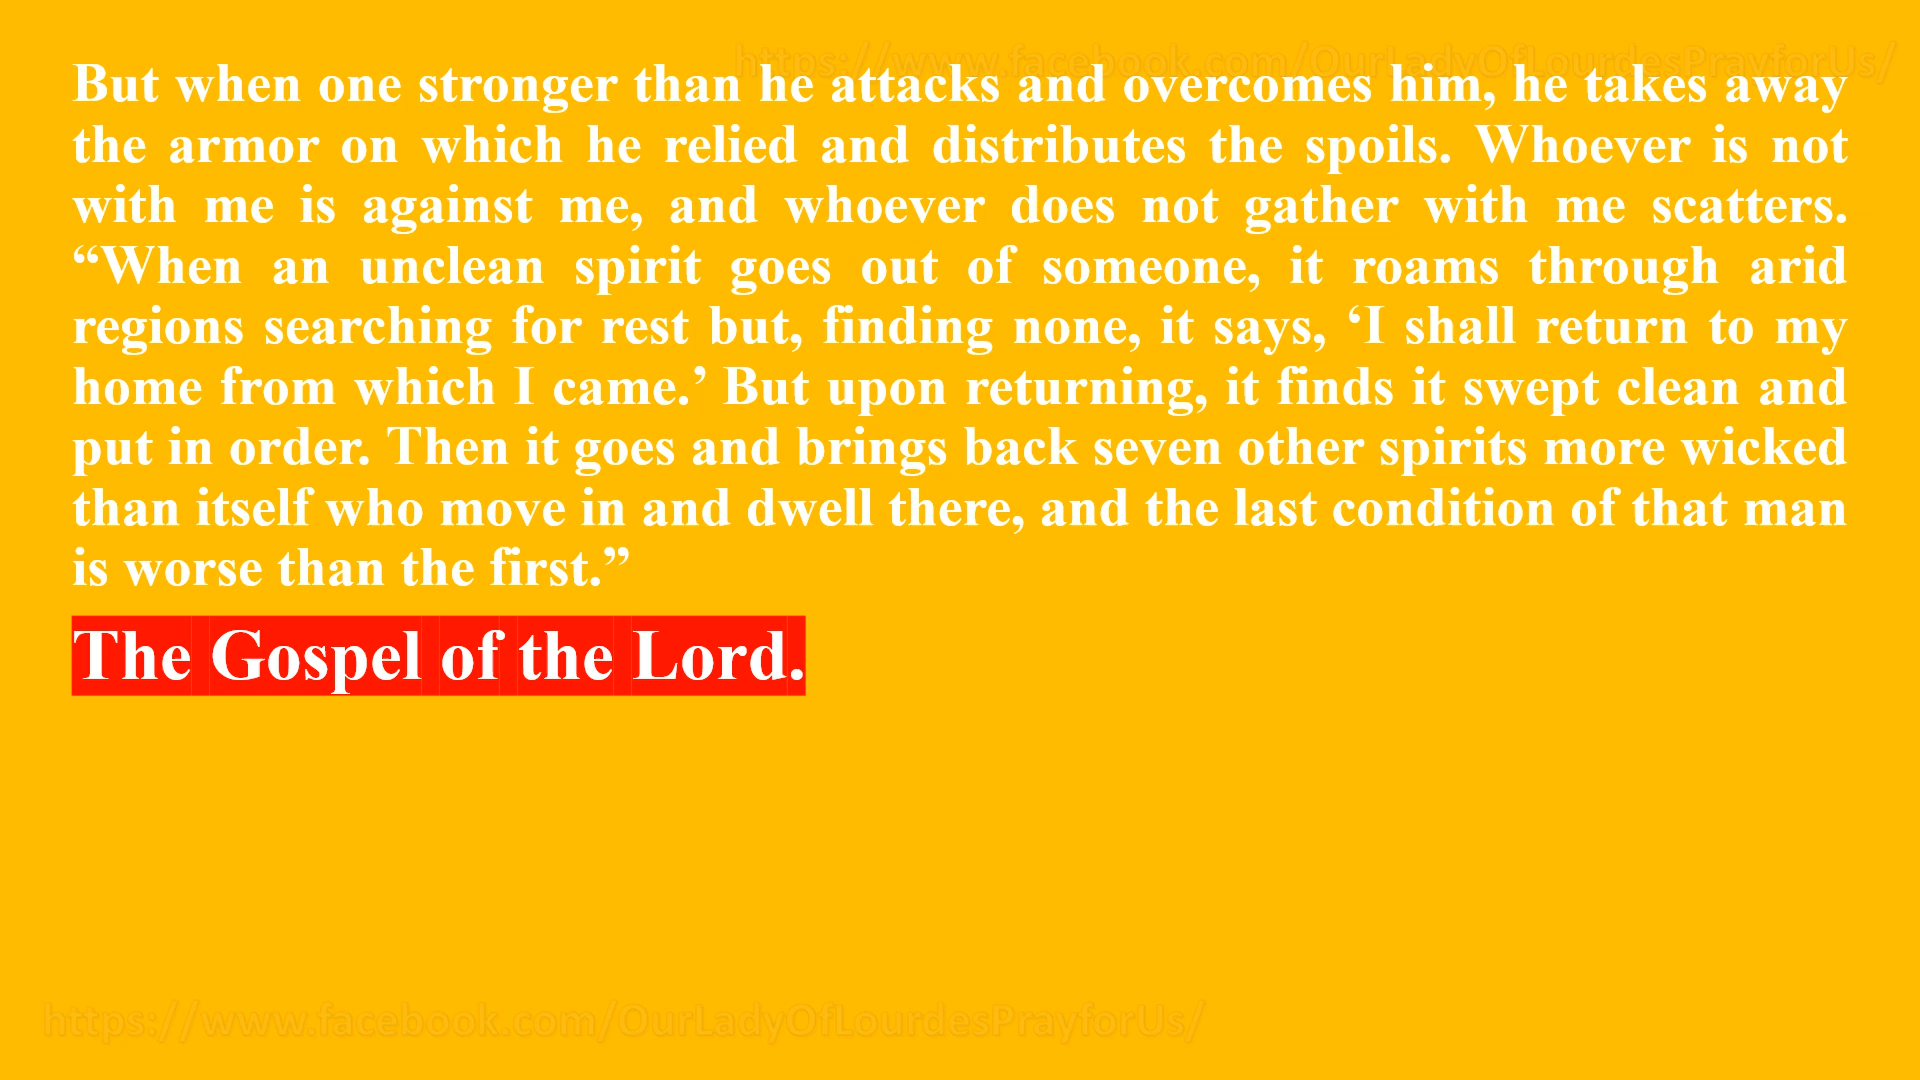 https://www.facebook.com/OurLadyOfLourdesPrayforUs/
But when one stronger than he attacks and overcomes him, he takes away
the armor on which he relied and distributes the spoils. Whoever is not
with me is against me, and whoever does not gather with me scatters.
“When an unclean spirit goes out of someone, it roams through arid
regions searching for rest but, finding none, it says, ‘I shall return to my
home from which I came.’ But upon returning, it finds it swept clean and
put in order. Then it goes and brings back seven other spirits more wicked
than itself who move in and dwell there, and the last condition of that man
is worse than the first.”
The Gospel of the Lord.
https://www.facebook.com/OurLadyOfLourdesPrayforUs/